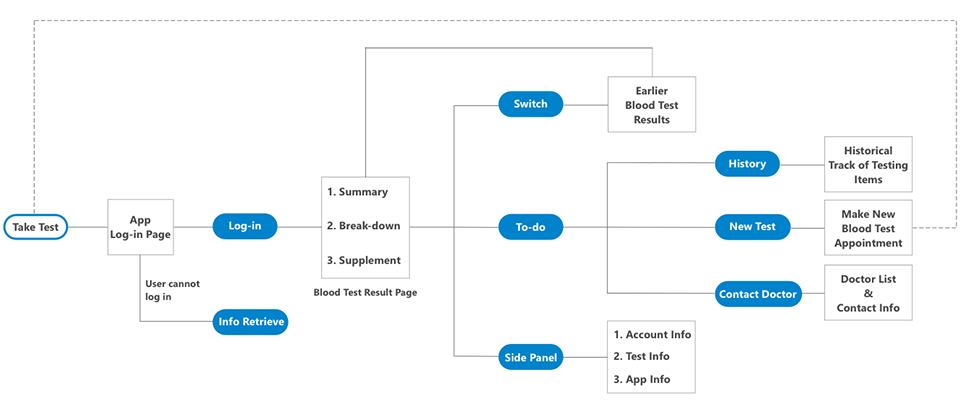 Take Test
App
Log-in Page
User cannot
log in
Log-in
Info Retrieve
1. Summary
2. Break-down
3. Supplement
Blood Test Result Page
Switch
Earlier
Blood Test
Results
To-do
History
Historical
Track of Testing
Items
New Test
Make New
Blood Test
Appointment
Contact Doctor
Doctor List
&
Contact Info
Side Panel
1. Account Info
2. Test Info
3. App Info